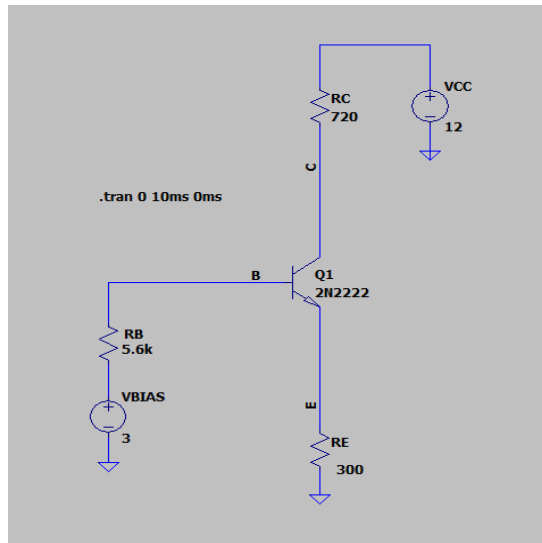 RC
720
VCC
12
C
.tran 0 10ms 0ms
B
Q1
2N2222
RB
5.6k
VBIAS
3
E
RE
300